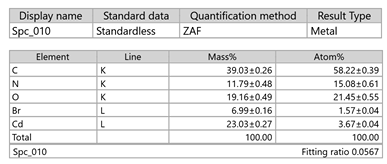 Display name Standard data Quantification method Result Type
Spc_010 Standardless ZAF Metal
Element Line Mass% Atom%
C K 39.03±0.26 58.22±0.39
N K 11.79±0.48 15.08±0.61
O K 19.16±0.49 21.45±0.55
Br L 6.99±0.16 1.57±0.04
Cd L 23.03±0.27 3.67±0.04
Total 100.00 100.00
Spc_010 Fitting ratio 0.0567